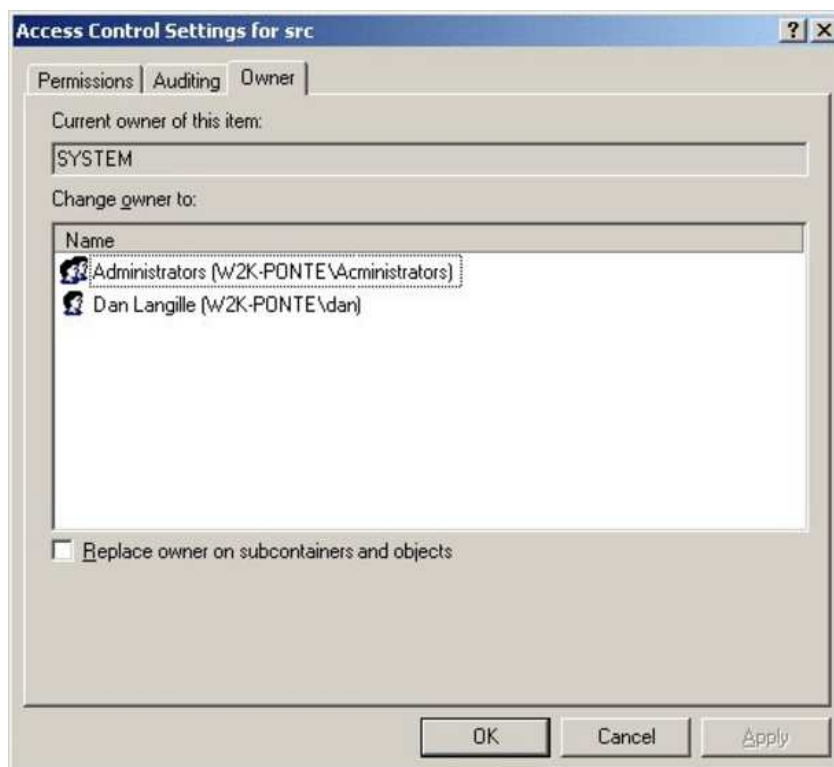 Access Control Settings for src
Permissions Auditing Owner
Current owner of this item:
SYSTEM
Change owner to:
Name
Administrators (W2K-PONTE\Acministrators)
Dan Langille (W2K-PONTE\dan)
Replace owner on subcontainers and objects
OK Cancel Apply